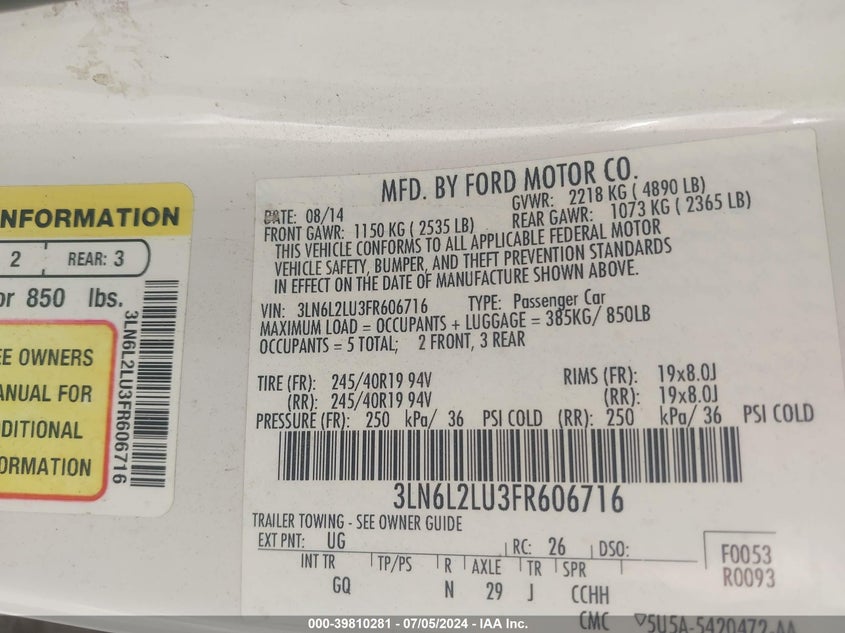 NFORMATION
2 REAR: 3
or 850 lbs.
EE OWNERS
ANUAL FOR
DDITIONAL
ORMATION
3LN6L2LU3FR606716
MFD. BY FORD MOTOR CO.
DATE: 08/14 GVWR: 2218 KG ( 4890 LB)
FRONT GAWR: 1150 KG ( 2535 LB) REAR GAWR: 1073 KG ( 2365 LB)
THIS VEHICLE CONFORMS TO ALL APPLICABLE FEDERAL MOTOR
VEHICLE SAFETY, BUMPER, AND THEFT PREVENTION STANDARDS
IN EFFECT ON THE DATE OF MANUFACTURE SHOWN ABOVE.
VIN: 3LN6L2LU3FR606716 TYPE: Passenger Car
MAXIMUM LOAD = OCCUPANTS + LUGGAGE = 385KG/ 850LB
OCCUPANTS = 5 TOTAL; 2 FRONT, 3 REAR
TIRE (FR): 245/40R19 94V RIMS (FR): 19x8.0J
(RR): 245/40R19 94V (RR): 19x8.0J
PRESSURE (FR): 250 kPa/ 36 PSI COLD (RR): 250 kPa/ 36 PSI COLD
3LN6L2LU3FR606716
TRAILER TOWING - SEE OWNER GUIDE
EXT PNT: UG RC: 26 DSO: F0053
INT TR TP/PS R AXLE TR SPR R0093
GQ N 29 J CCHH
CMC ▽5U5A-5420472-AA
000-39810281 - 07/05/2024 - IAA Inc.